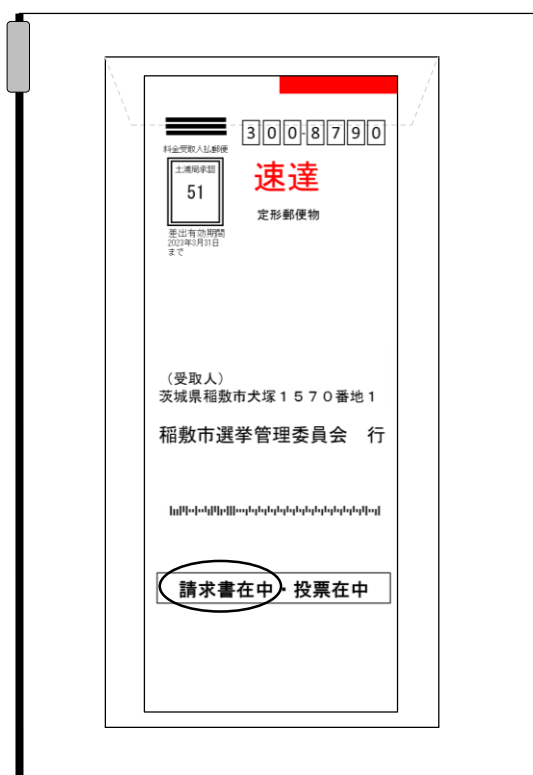 300-8790
料金受取人払郵便
土浦局承認
51
速達
定形郵便物
差出有効期間
2023年3月31日
まで
（受取人）
茨城県稲敷市犬塚１５７０番地１
稲敷市選挙管理委員会　行
請求書在中・投票在中